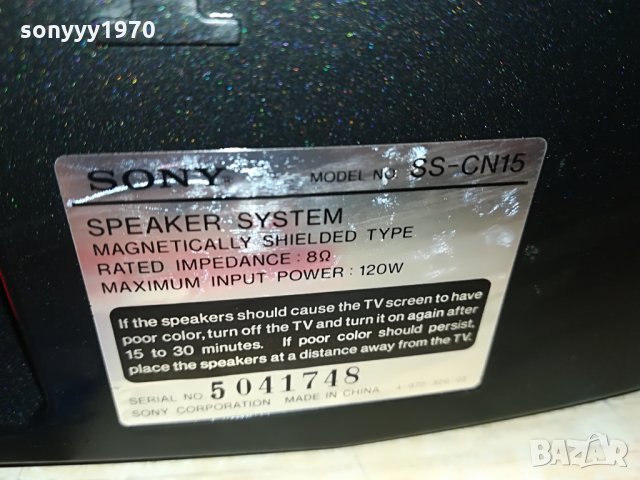 sonyyy1970
SONY MODEL NO. SS-CN15
SPEAKER SYSTEM
MAGNETICALLY SHIELDED TYPE
RATED IMPEDANCE : 8Ω
MAXIMUM INPUT POWER : 120W
If the speakers should cause the TV screen to have
poor color, turn off the TV and turn it on again after
15 to 30 minutes. If poor color should persist,
place the speakers at a distance away from the TV.
SERIAL NO. 5041748
SONY CORPORATION MADE IN CHINA
BAZAR